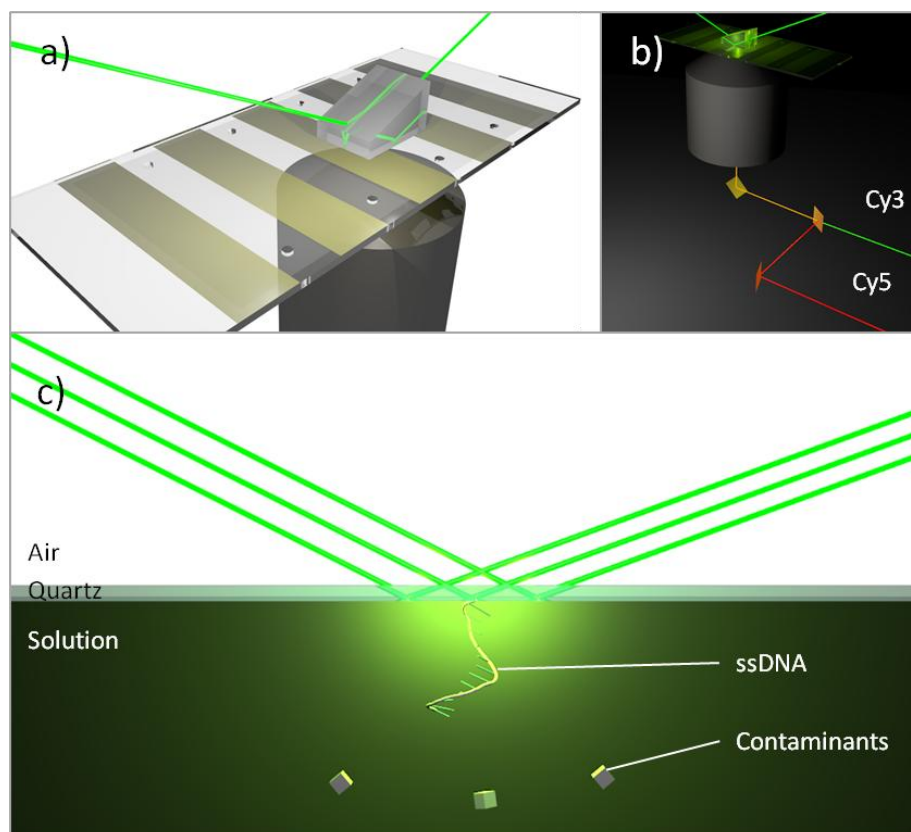 a)
b)
Cy3
Cy5
c)
Air
Quartz
Solution
ssDNA
Contaminants